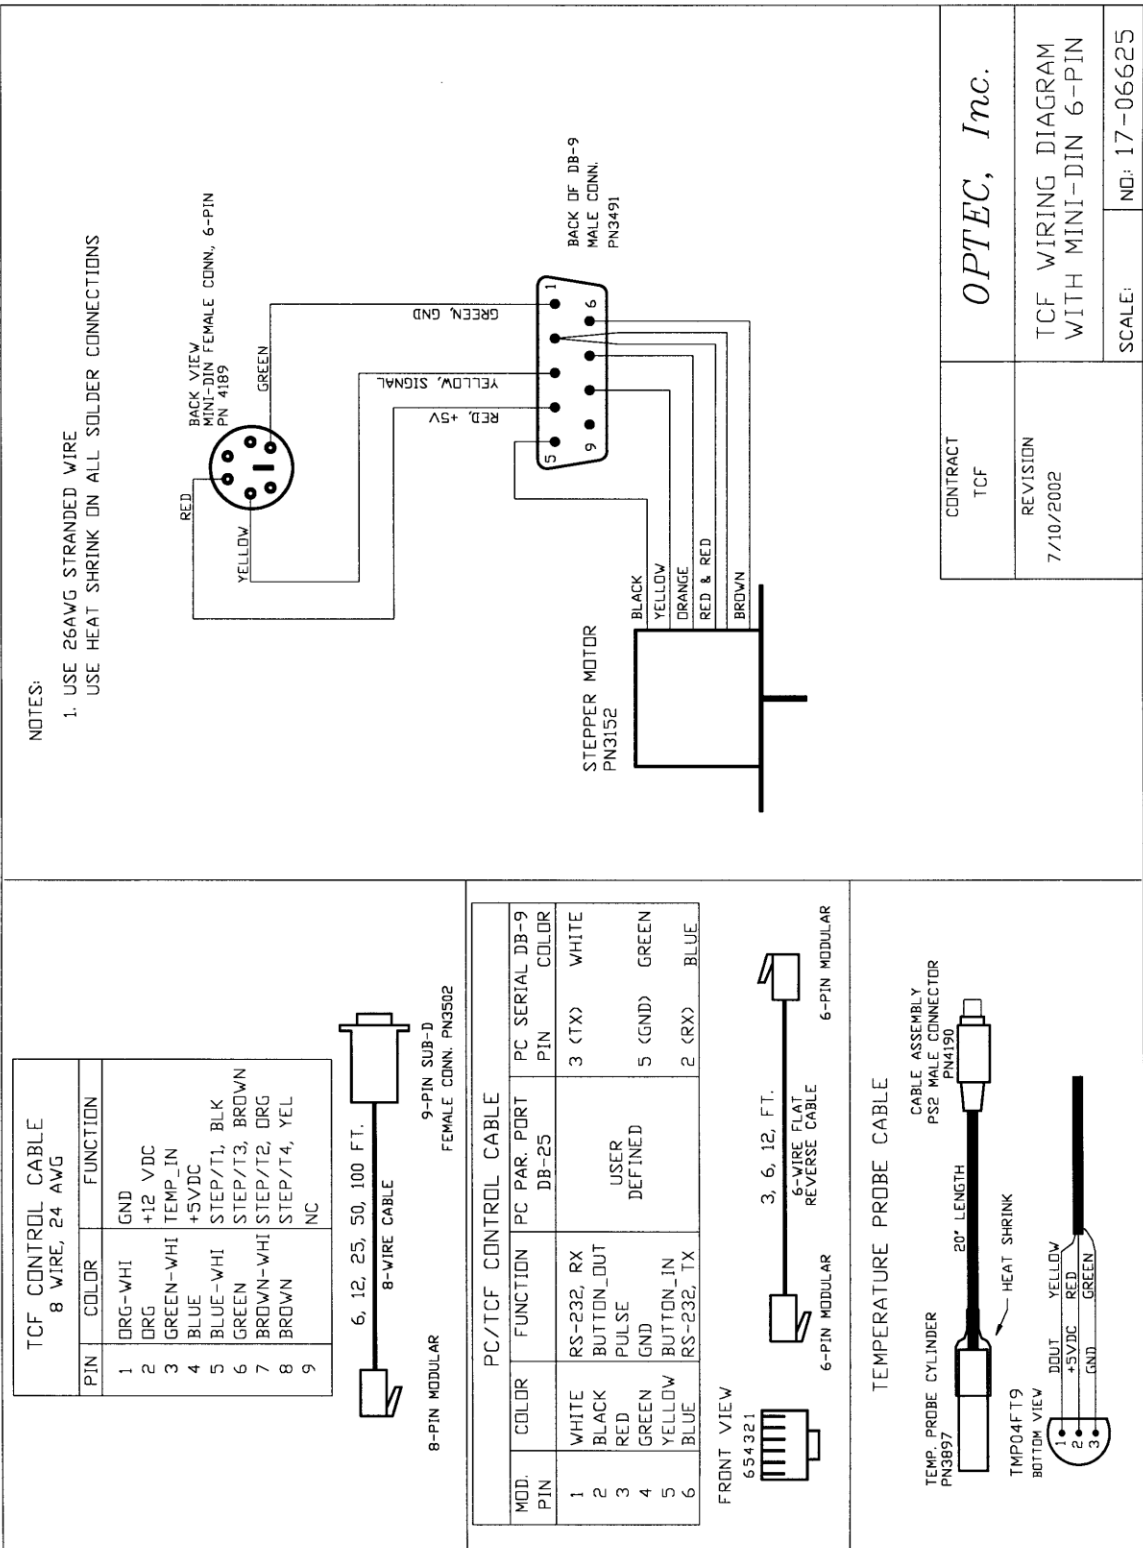 TCF CONTROL CABLE
8 WIRE, 24 AWG
PIN COLOR FUNCTION
1 ORG-WHI GND
2 ORG +12 VDC
3 GREEN-WHI TEMP_IN
4 BLUE +5VDC
5 BLUE-WHI STEP/T1, BLK
6 GREEN STEP/T3, BROWN
7 BROWN-WHI STEP/T2, ORG
8 BROWN STEP/T4, YEL
9 NC
6, 12, 25, 50, 100 FT.
8-WIRE CABLE
8-PIN MODULAR
9-PIN SUB-D
FEMALE CONN. PN3502
PC/TCF CONTROL CABLE
MOD. PIN COLOR FUNCTION PC PAR. PORT DB-25 PC SERIAL DB-9 PIN COLOR
1 WHITE RS-232, RX 3 (TX) WHITE
2 BLACK BUTTON_OUT
3 RED PULSE
USER
DEFINED
4 GREEN GND 5 (GND) GREEN
5 YELLOW BUTTON_IN
6 BLUE RS-232, TX 2 (RX) BLUE
FRONT VIEW
654321
3, 6, 12, FT.
6-WIRE FLAT
REVERSE CABLE
6-PIN MODULAR
6-PIN MODULAR
TEMPERATURE PROBE CABLE
TEMP. PROBE CYLINDER
PN3897
20" LENGTH
HEAT SHRINK
CABLE ASSEMBLY
PS2 MALE CONNECTOR
PN4190
TMP04FT9
BOTTOM VIEW
1 DOUT YELLOW
2 +5VDC RED
3 GND GREEN
NOTES:
1. USE 26AWG STRANDED WIRE
USE HEAT SHRINK ON ALL SOLDER CONNECTIONS
BACK VIEW
MINI-DIN FEMALE CONN., 6-PIN
PN 4189
RED
YELLOW
GREEN
RED, +5V
YELLOW, SIGNAL
GREEN, GND
5
1
9
6
BACK OF DB-9
MALE CONN.
PN3491
STEPPER MOTOR
PN3152
BLACK
YELLOW
ORANGE
RED & RED
BROWN
CONTRACT
TCF
OPTEC, Inc.
REVISION
7/10/2002
TCF WIRING DIAGRAM
WITH MINI-DIN 6-PIN
SCALE:
NO.: 17-06625